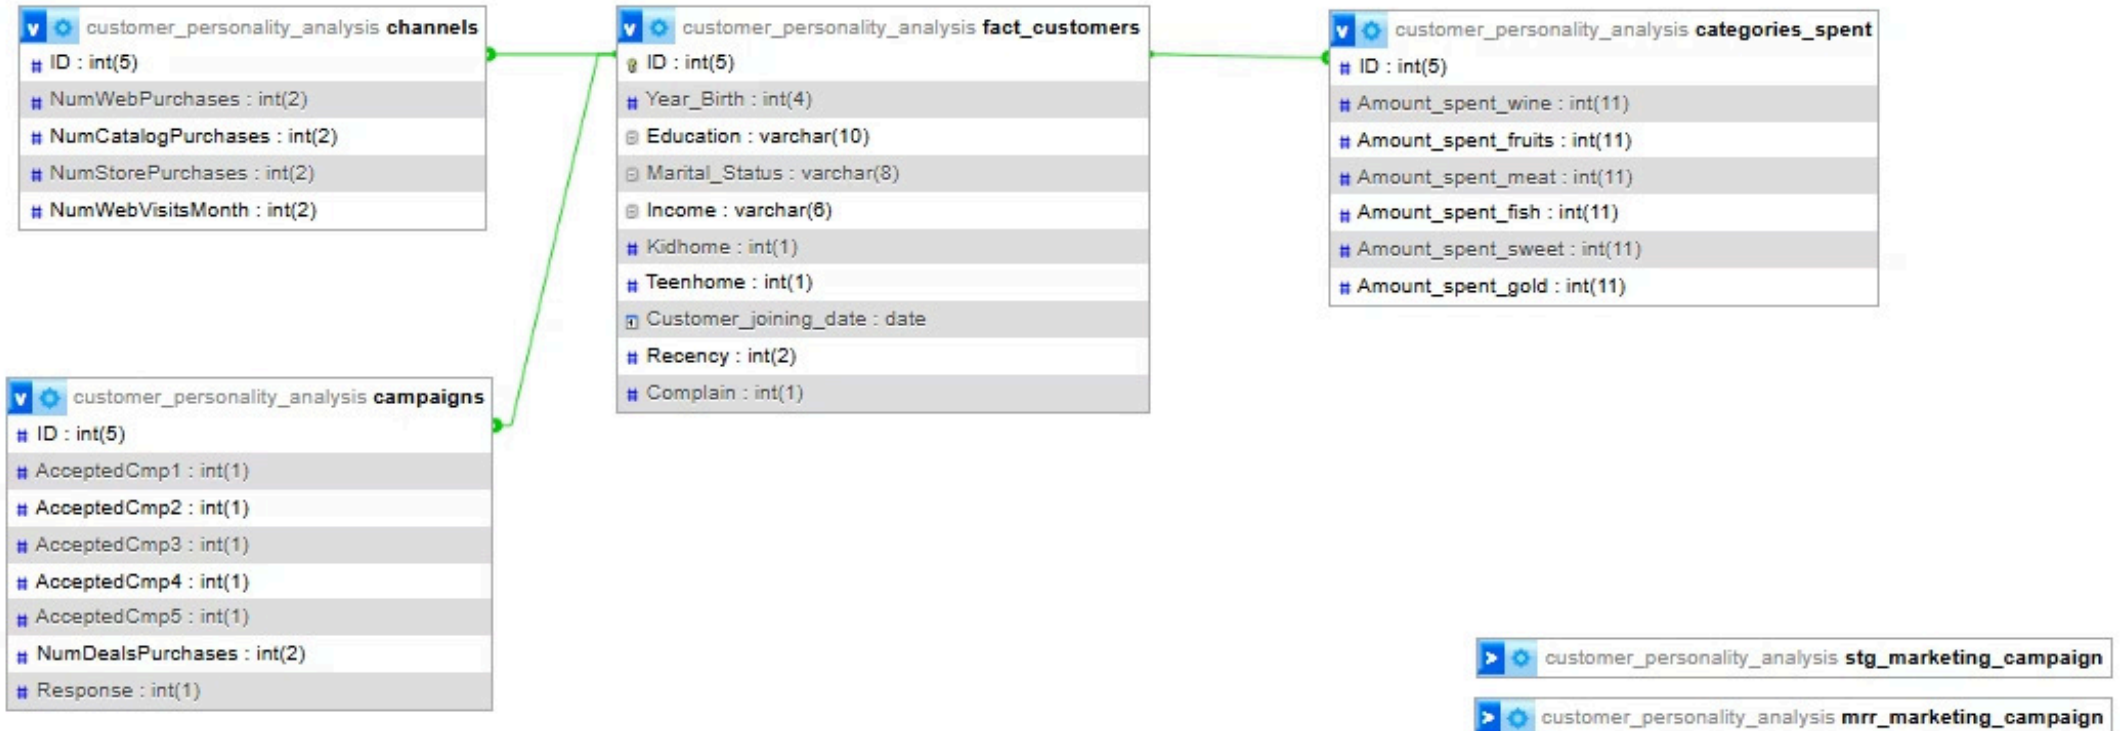 customer_personality_analysis channels
ID : int(5)
NumWebPurchases : int(2)
NumCatalogPurchases : int(2)
NumStorePurchases : int(2)
NumWebVisitsMonth : int(2)
customer_personality_analysis fact_customers
ID : int(5)
Year_Birth : int(4)
Education : varchar(10)
Marital_Status : varchar(8)
Income : varchar(6)
Kidhome : int(1)
Teenhome : int(1)
Customer_joining_date : date
Recency : int(2)
Complain : int(1)
customer_personality_analysis categories_spent
ID : int(5)
Amount_spent_wine : int(11)
Amount_spent_fruits : int(11)
Amount_spent_meat : int(11)
Amount_spent_fish : int(11)
Amount_spent_sweet : int(11)
Amount_spent_gold : int(11)
customer_personality_analysis campaigns
ID : int(5)
AcceptedCmp1 : int(1)
AcceptedCmp2 : int(1)
AcceptedCmp3 : int(1)
AcceptedCmp4 : int(1)
AcceptedCmp5 : int(1)
NumDealsPurchases : int(2)
Response : int(1)
customer_personality_analysis stg_marketing_campaign
customer_personality_analysis mrr_marketing_campaign